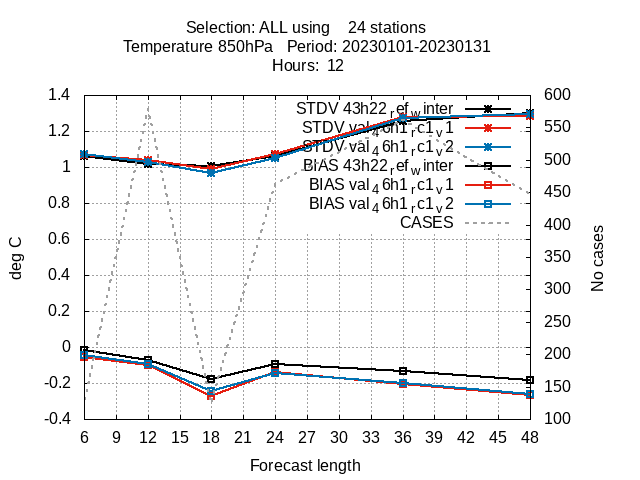 Selection: ALL using    24 stations
Temperature 850hPa   Period: 20230101-20230131
Hours:  12
1.4
1.2
1
0.8
0.6
0.4
0.2
0
-0.2
-0.4
deg C
STDV 43h22_ref_winter
STDV val_46h1_rc1_v1
STDV val_46h1_rc1_v2
BIAS 43h22_ref_winter
BIAS val_46h1_rc1_v1
BIAS val_46h1_rc1_v2
CASES
600
550
500
450
400
350
300
250
200
150
100
No cases
6 9 12 15 18 21 24 27 30 33 36 39 42 45 48
Forecast length